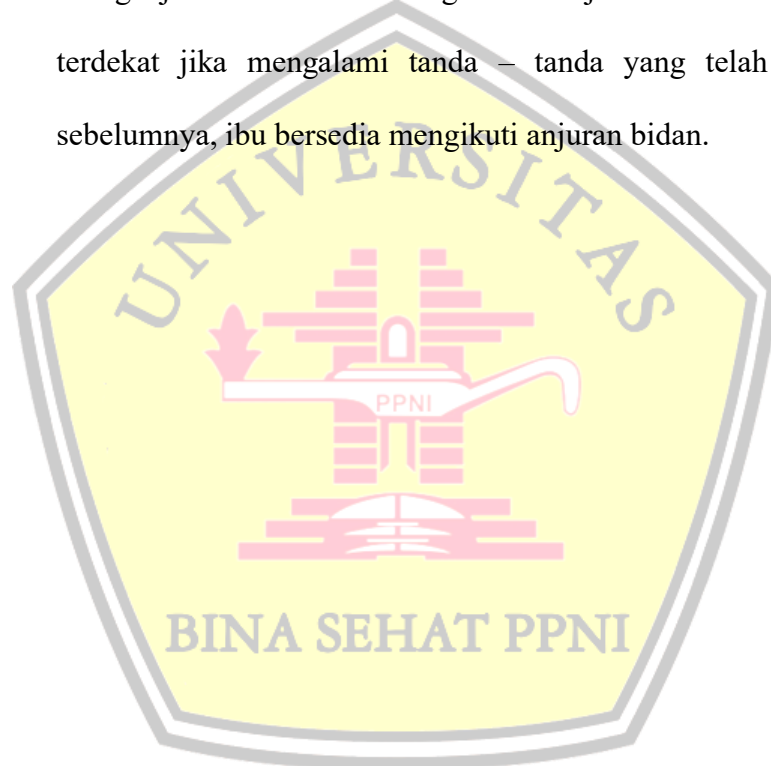 terdekat jika mengalami tanda – tanda yang telah
sebelumnya, ibu bersedia mengikuti anjuran bidan.
UNIVERSITAS
PPNI
BINA SEHAT PPNI